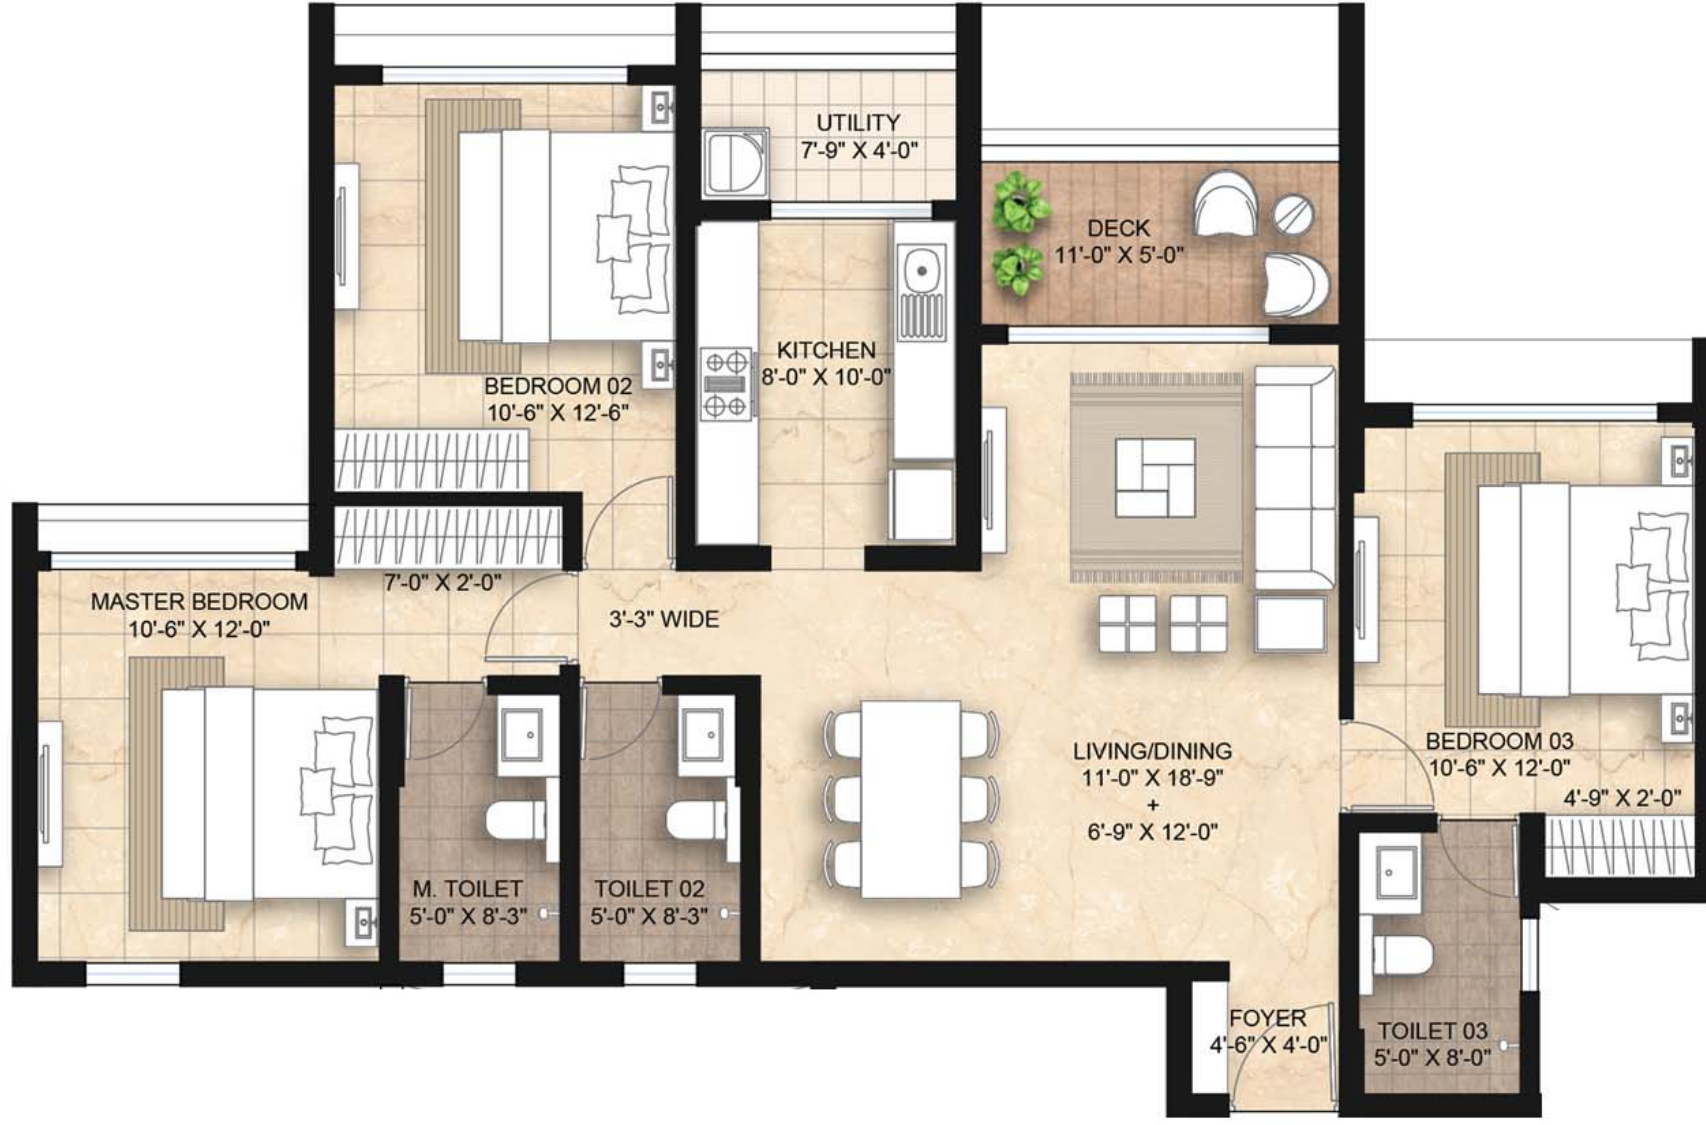 UTILITY
7'-9" X 4'-0"
DECK
11'-0" X 5'-0"
KITCHEN
8'-0" X 10'-0"
BEDROOM 02
10'-6" X 12'-6"
7'-0" X 2'-0"
MASTER BEDROOM
10'-6" X 12'-0"
3'-3" WIDE
LIVING/DINING
11'-0" X 18'-9"
+
6'-9" X 12'-0"
BEDROOM 03
10'-6" X 12'-0"
4'-9" X 2'-0"
M. TOILET
5'-0" X 8'-3"
TOILET 02
5'-0" X 8'-3"
FOYER
4'-6" X 4'-0"
TOILET 03
5'-0" X 8'-0"